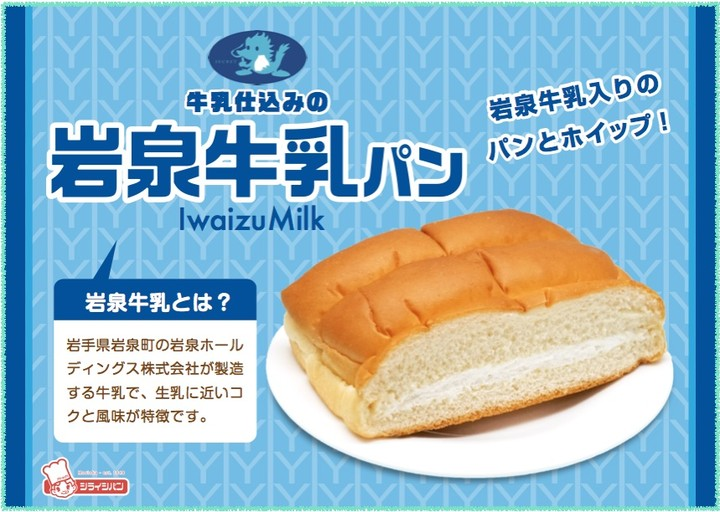 牛乳仕込みの
岩泉牛乳パン
IwaizuMilk
岩泉牛乳入りの
パンとホイップ！
岩泉牛乳とは？
岩手県岩泉町の岩泉ホール
ディングス株式会社が製造
する牛乳で、生乳に近いコ
クと風味が特徴です。
シライシパン